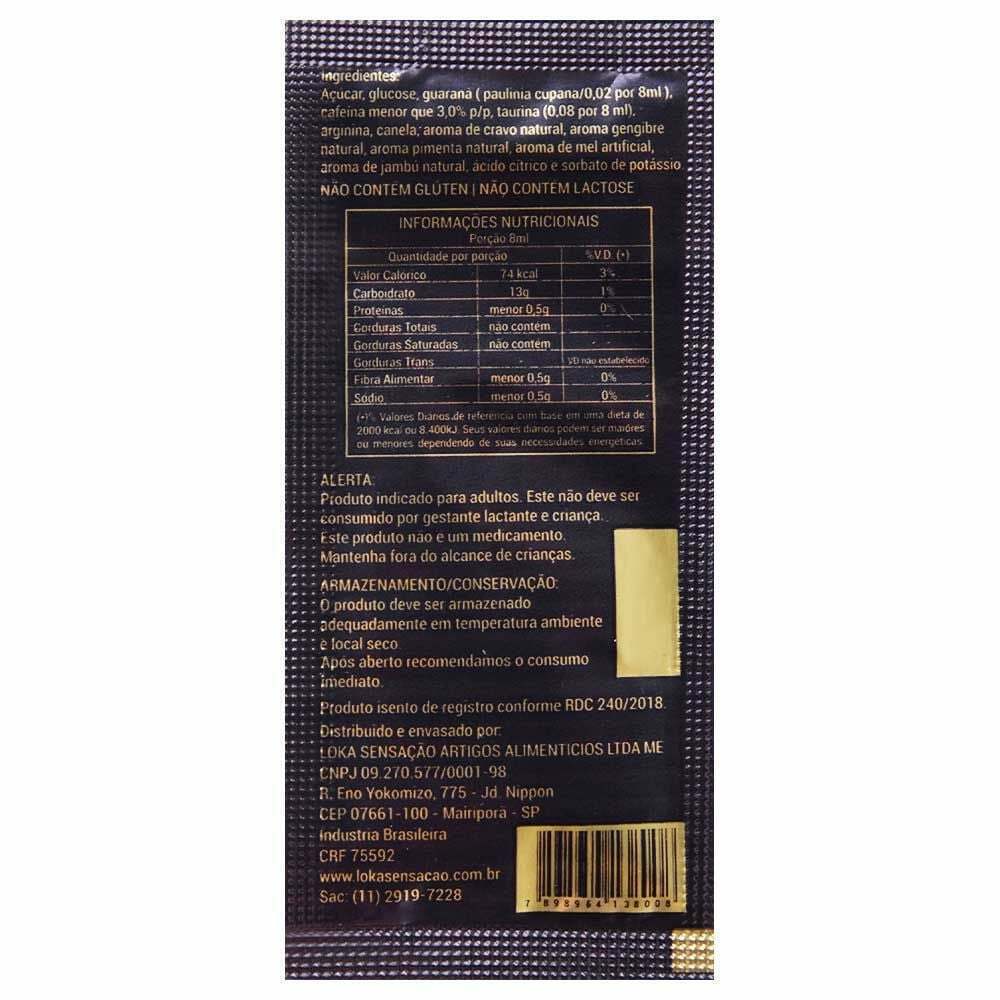 Ingredientes:
Açúcar, glucose, guaraná ( paulinia cupana/0,02 por 8ml ),
cafeína menor que 3,0% p/p, taurina (0,08 por 8 ml),
arginina, canela, aroma de cravo natural, aroma gengibre
natural, aroma pimenta natural, aroma de mel artificial,
aroma de jambú natural, ácido cítrico e sorbato de potássio
NÃO CONTÉM GLÚTEN | NÃO CONTÉM LACTOSE
INFORMAÇÕES NUTRICIONAIS
Porção 8ml
Quantidade por porção %V.D. (*)
Valor Calórico 74 kcal 3%
Carboidrato 13g 1%
Proteínas menor 0,5g 0%
Gorduras Totais não contém
Gorduras Saturadas não contém
Gorduras Trans - VD não estabelecido
Fibra Alimentar menor 0,5g 0%
Sódio menor 0,5g 0%
(*)% Valores Diários de referência com base em uma dieta de
2000 kcal ou 8.400kJ. Seus valores diários podem ser maiores
ou menores dependendo de suas necessidades energéticas.
ALERTA:
Produto indicado para adultos. Este não deve ser
consumido por gestante lactante e criança.
Este produto não é um medicamento.
Mantenha fora do alcance de crianças.
ARMAZENAMENTO/CONSERVAÇÃO:
O produto deve ser armazenado
adequadamente em temperatura ambiente
e local seco
Após aberto recomendamos o consumo
imediato.
Produto isento de registro conforme RDC 240/2018.
Distribuido e envasado por:
LOKA SENSAÇÃO ARTIGOS ALIMENTICIOS LTDA ME
CNPJ 09.270.577/0001-98
R. Eno Yokomizo, 775 - Jd. Nippon
CEP 07661-100 - Mairiporã - SP
Industria Brasileira
CRF 75592
www.lokasensacao.com.br
Sac: (11) 2919-7228
7 898964 138008